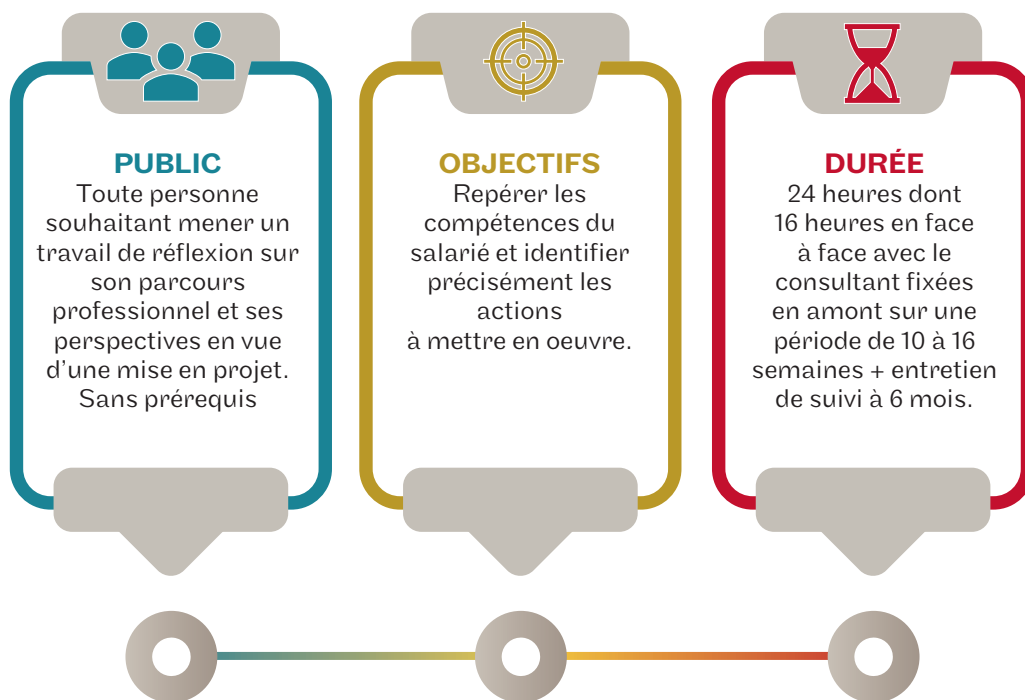 PUBLIC
Toute personne
souhaitant mener un
travail de réflexion sur
son parcours
professionnel et ses
perspectives en vue
d'une mise en projet.
Sans prérequis
OBJECTIFS
Repérer les
compétences du
salarié et identifier
précisément les
actions
à mettre en oeuvre.
DURÉE
24 heures dont
16 heures en face
à face avec le
consultant fixées
en amont sur une
période de 10 à 16
semaines + entretien
de suivi à 6 mois.